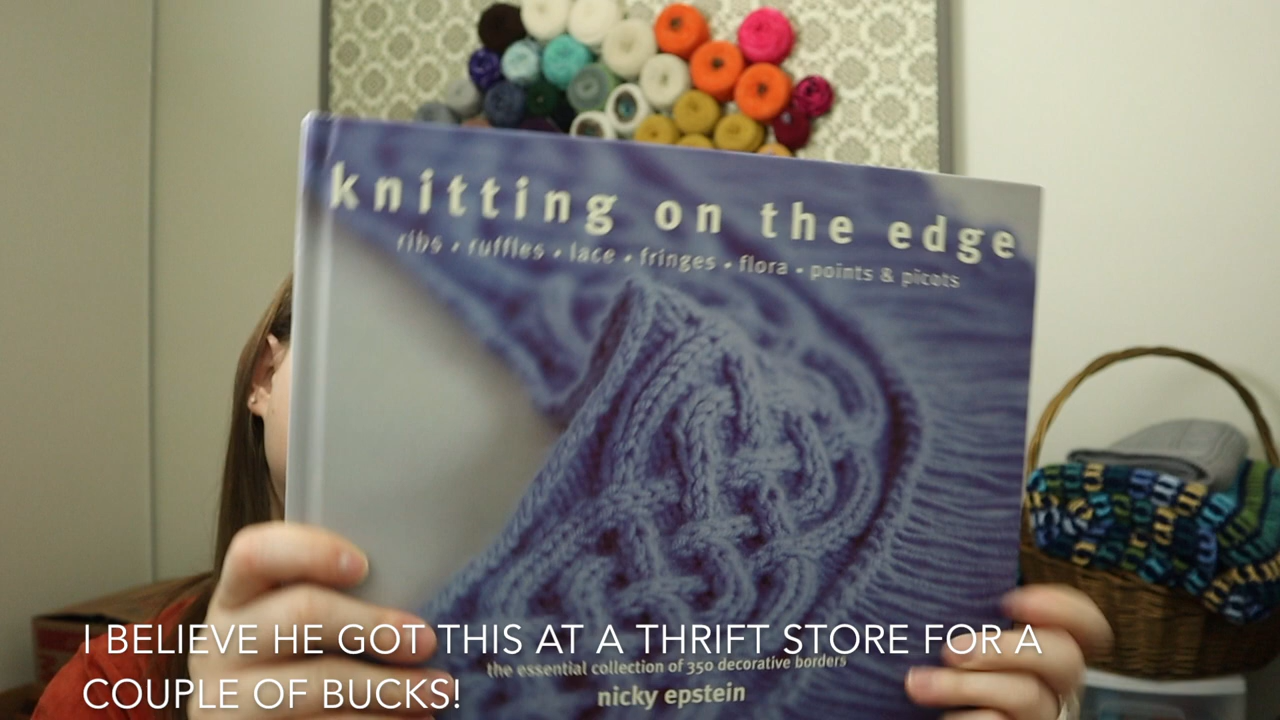 knitting on the edge
ribs • ruffles • lace • fringes • flora • points & picots
I BELIEVE HE GOT THIS AT A THRIFT STORE FOR A
COUPLE OF BUCKS!
the essential collection of 350 decorative borders
nicky epstein